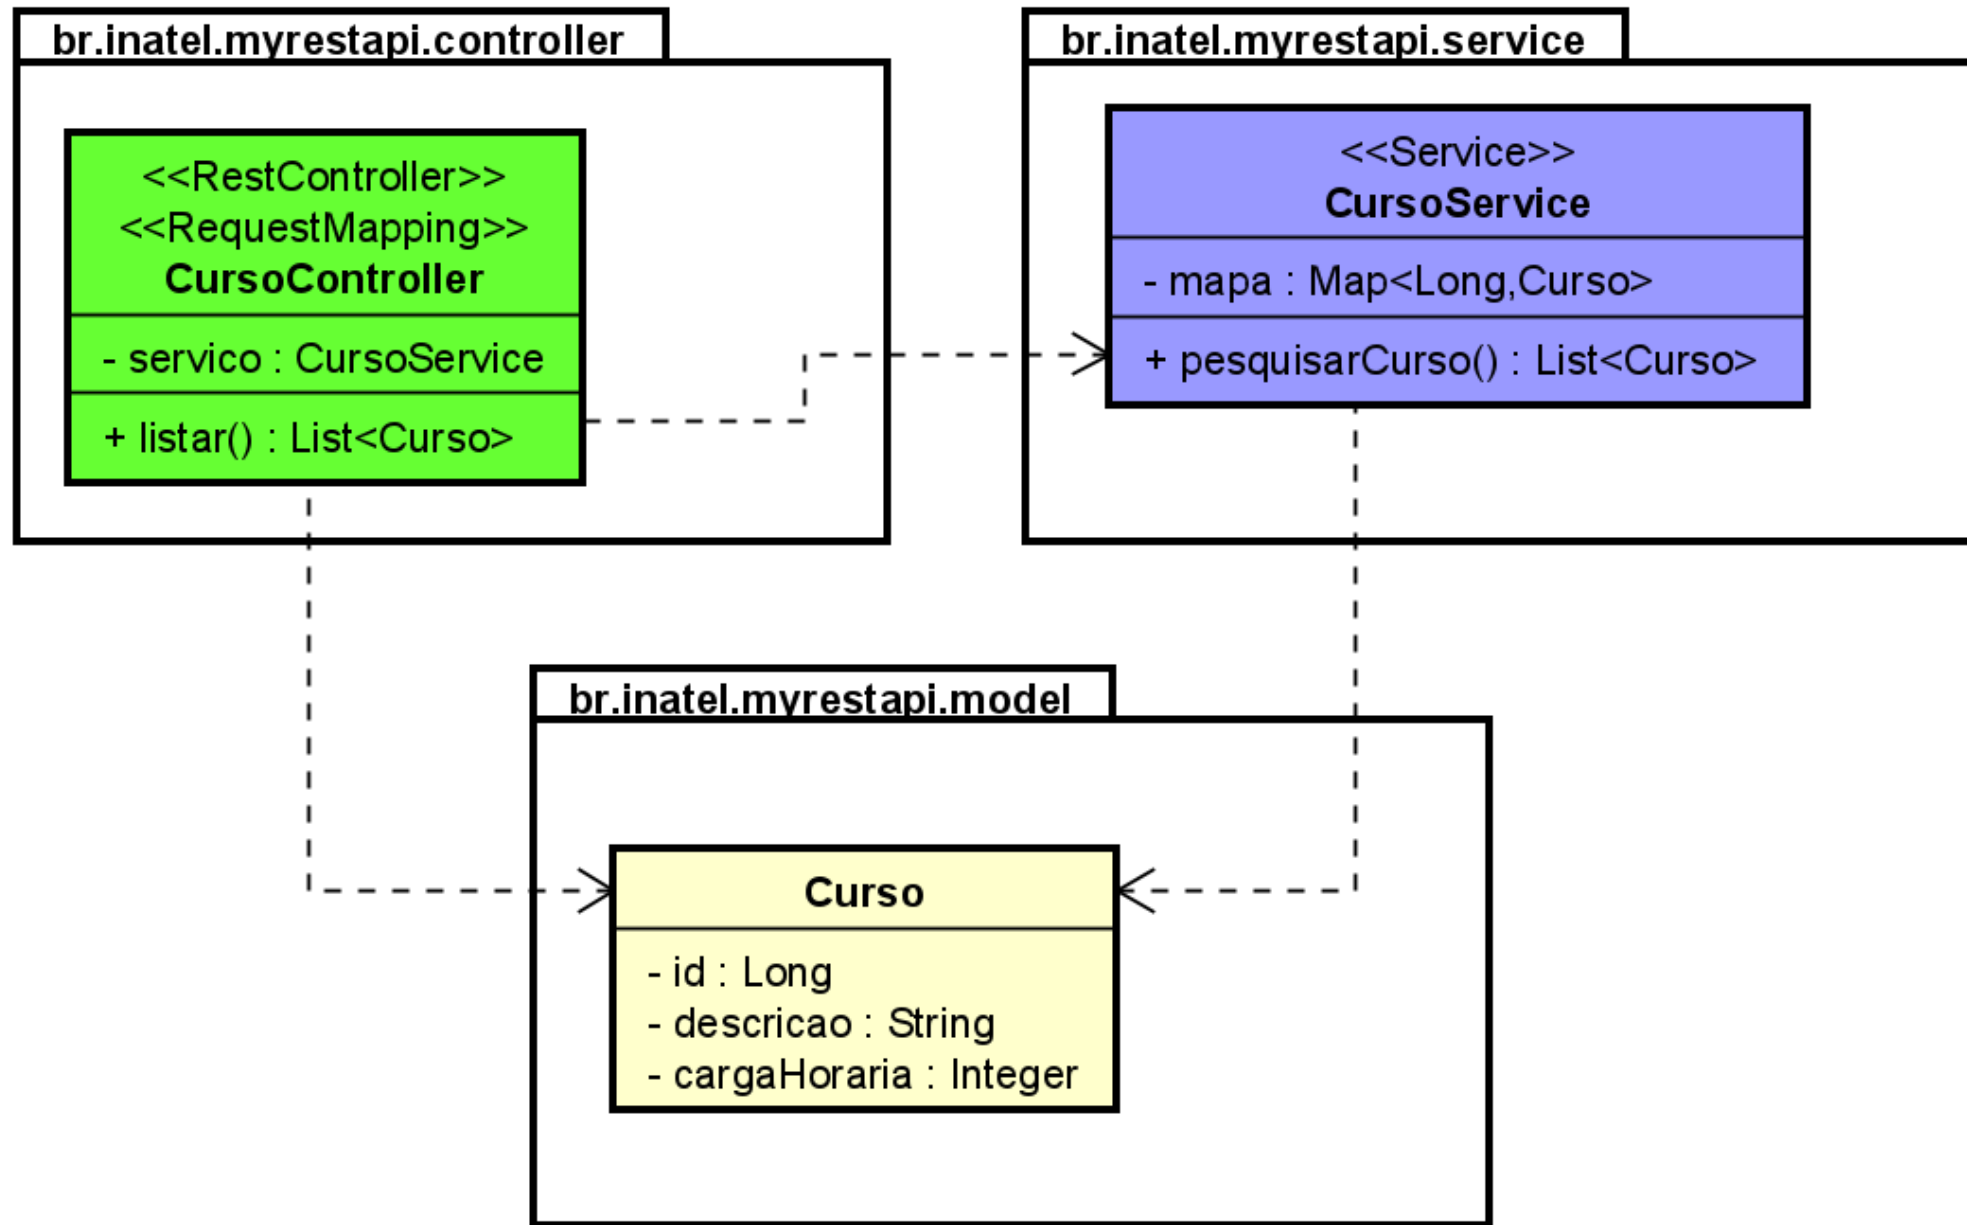 br.inatel.myrestapi.controller
<<RestController>>
<<RequestMapping>>
CursoController
- servico : CursoService
+ listar() : List<Curso>
br.inatel.myrestapi.service
<<Service>>
CursoService
- mapa : Map<Long,Curso>
+ pesquisarCurso() : List<Curso>
br.inatel.myrestapi.model
Curso
- id : Long
- descricao : String
- cargaHoraria : Integer